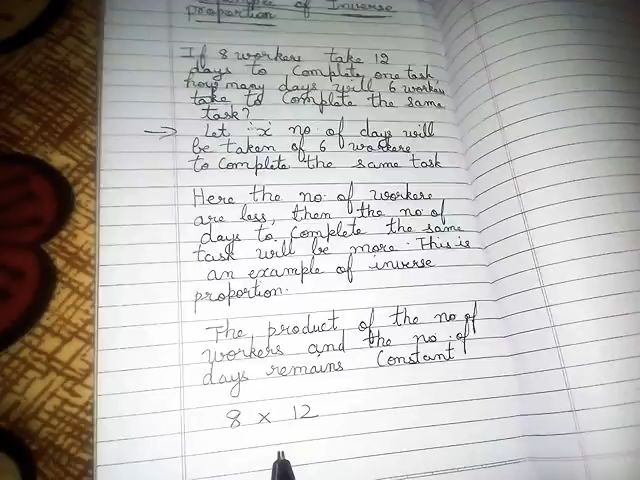 Example of Inverse
proportion
If 8 workers take 12
days to complete one task,
how many days will 6 workers
take to complete the same
task?
→ Let 'x' no of days will
be taken of 6 workers
to complete the same task
Here the no. of workers
are less, then the no of
days to complete the same
task will be more. This is
an example of inverse
proportion.
The product of the no of
workers and the no. of
days remains constant
8 × 12